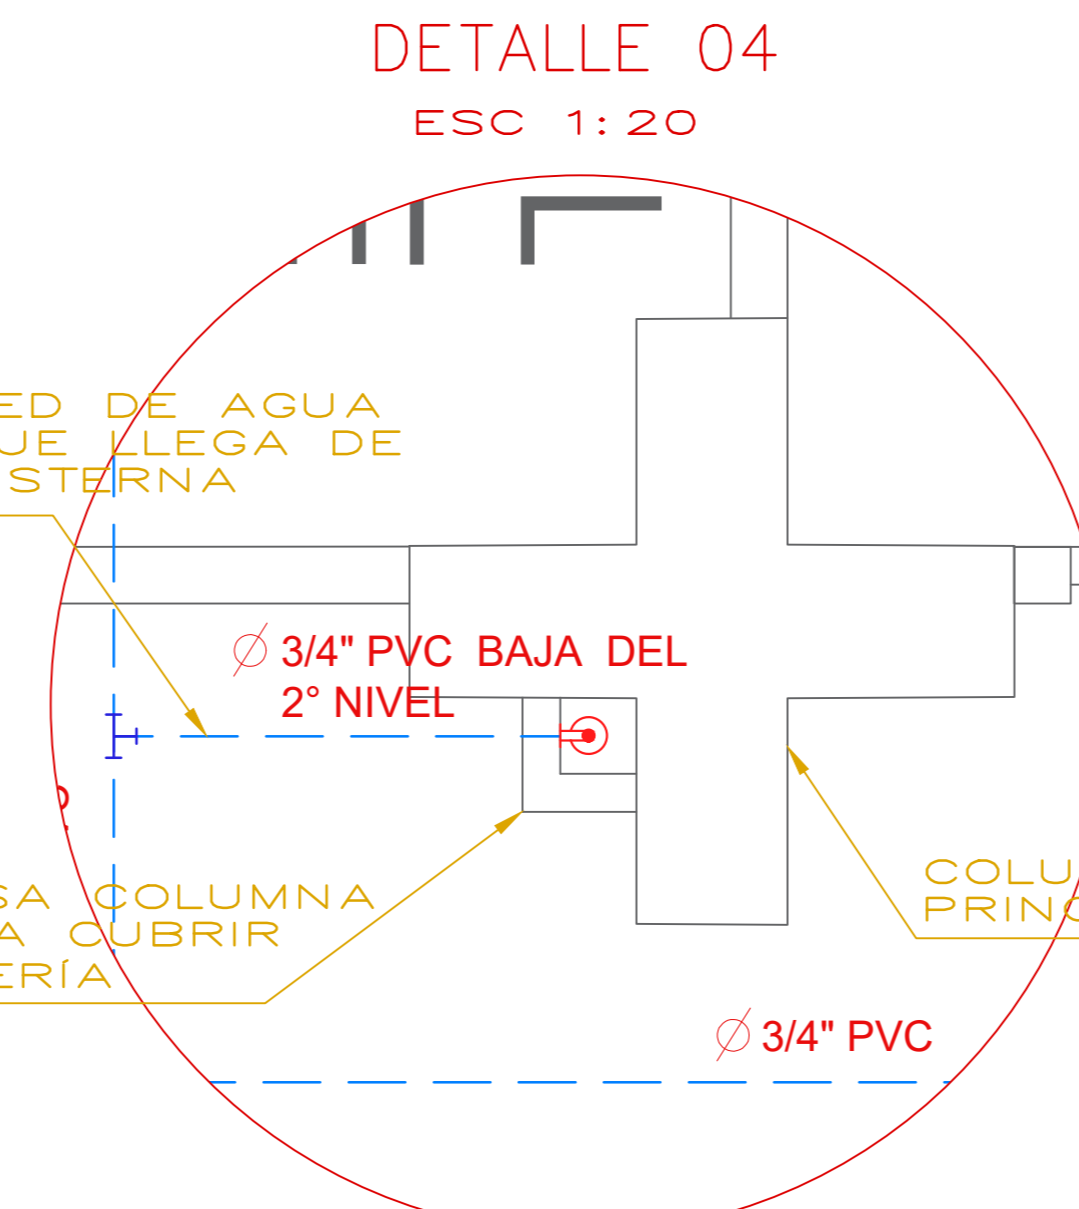 DETALLE 04
ESC 1:20
ED DE AGUA
UE LLEGA DE
STERNA
Ø 3/4" PVC BAJA DEL
2° NIVEL
SA COLUMNA
A CUBRIR
ERÍA
COLU
PRINC
Ø 3/4" PVC